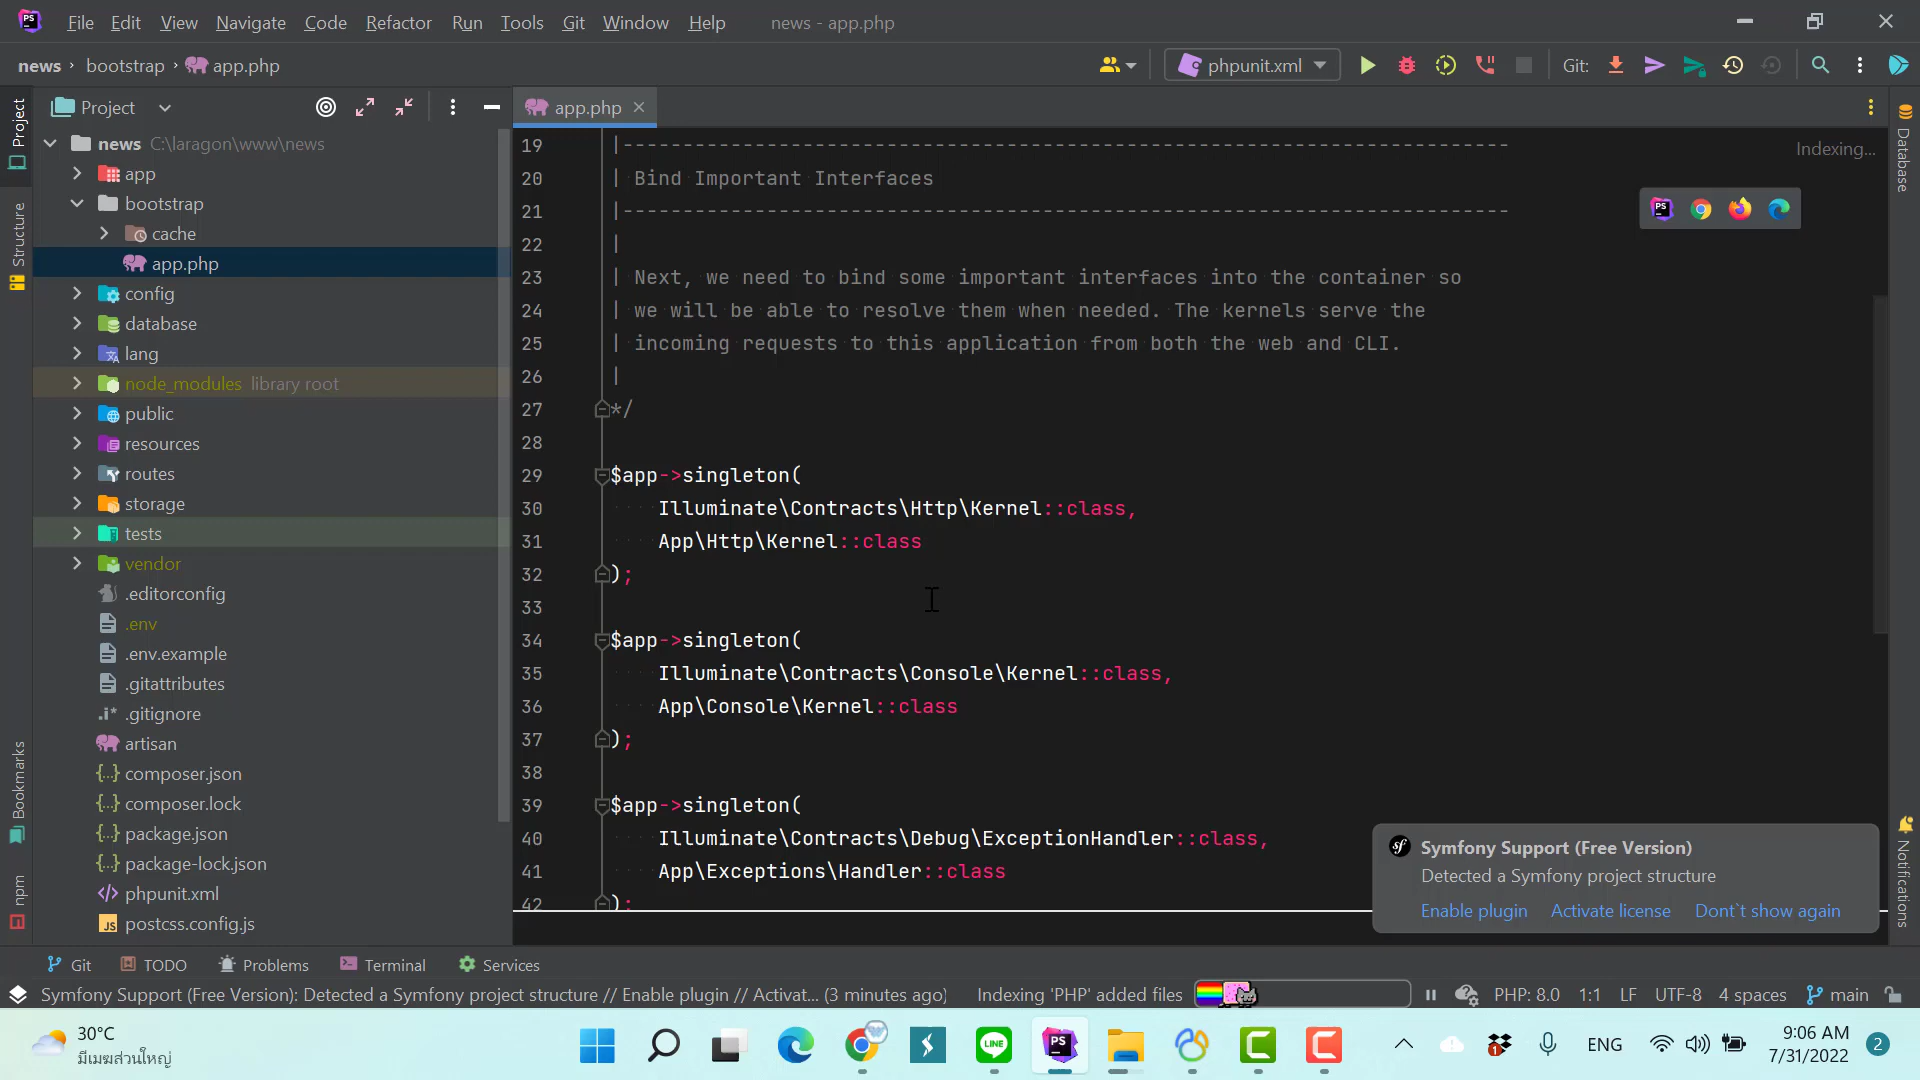 File Edit View Navigate Code Refactor Run Tools Git Window Help news - app.php
news bootstrap app.php phpunit.xml Git:
Project
app.php
Project
Structure
Bookmarks
npm
news C:\laragon\www\news
app
bootstrap
cache
app.php
config
database
lang
node_modules library root
public
resources
routes
storage
tests
vendor
.editorconfig
.env
.env.example
.gitattributes
.gitignore
artisan
composer.json
composer.lock
package.json
package-lock.json
phpunit.xml
postcss.config.js
Indexing...
19 |--------------------------------------------------------------------------
20 | Bind Important Interfaces
21 |--------------------------------------------------------------------------
22 |
23 | Next, we need to bind some important interfaces into the container so
24 | we will be able to resolve them when needed. The kernels serve the
25 | incoming requests to this application from both the web and CLI.
26 |
27 */
28
29 $app->singleton(
30 Illuminate\Contracts\Http\Kernel::class,
31 App\Http\Kernel::class
32 );
33
34 $app->singleton(
35 Illuminate\Contracts\Console\Kernel::class,
36 App\Console\Kernel::class
37 );
38
39 $app->singleton(
40 Illuminate\Contracts\Debug\ExceptionHandler::class,
41 App\Exceptions\Handler::class
42 );
Database
Notifications
Symfony Support (Free Version)
Detected a Symfony project structure
Enable plugin Activate license Dont`t show again
Git TODO Problems Terminal Services
Symfony Support (Free Version): Detected a Symfony project structure // Enable plugin // Activat... (3 minutes ago) Indexing 'PHP' added files PHP: 8.0 1:1 LF UTF-8 4 spaces main
30°C
มีเมฆส่วนใหญ่
LINE
PS
ENG
9:06 AM
7/31/2022
2